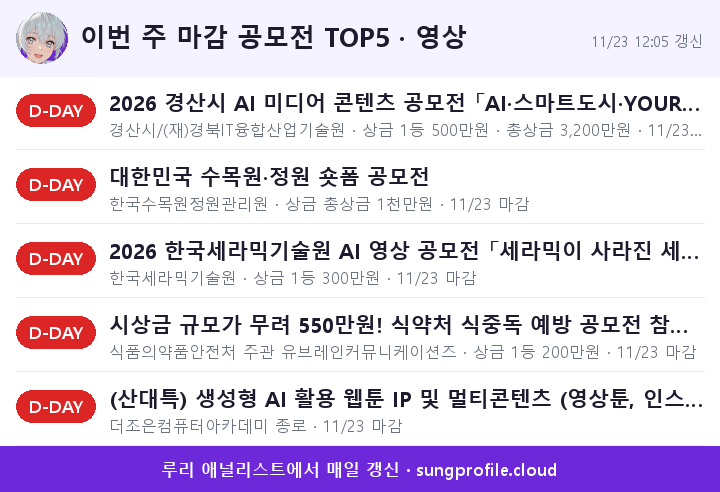 이번 주 마감 공모전 TOP5 · 영상
11/23 12:05 갱신
D-DAY
2026 경산시 AI 미디어 콘텐츠 공모전 「AI·스마트도시·YOUR...
경산시/(재)경북IT융합산업기술원 · 상금 1등 500만원 · 총상금 3,200만원 · 11/23...
D-DAY
대한민국 수목원·정원 숏폼 공모전
한국수목원정원관리원 · 상금 총상금 1천만원 · 11/23 마감
D-DAY
2026 한국세라믹기술원 AI 영상 공모전 「세라믹이 사라진 세...
한국세라믹기술원 · 상금 1등 300만원 · 11/23 마감
D-DAY
시상금 규모가 무려 550만원! 식약처 식중독 예방 공모전 참...
식품의약품안전처 주관 유브레인커뮤니케이션즈 · 상금 1등 200만원 · 11/23 마감
D-DAY
(산대특) 생성형 AI 활용 웹툰 IP 및 멀티콘텐츠 (영상툰, 인스...
더조은컴퓨터아카데미 종로 · 11/23 마감
루리 애널리스트에서 매일 갱신 · sungprofile.cloud